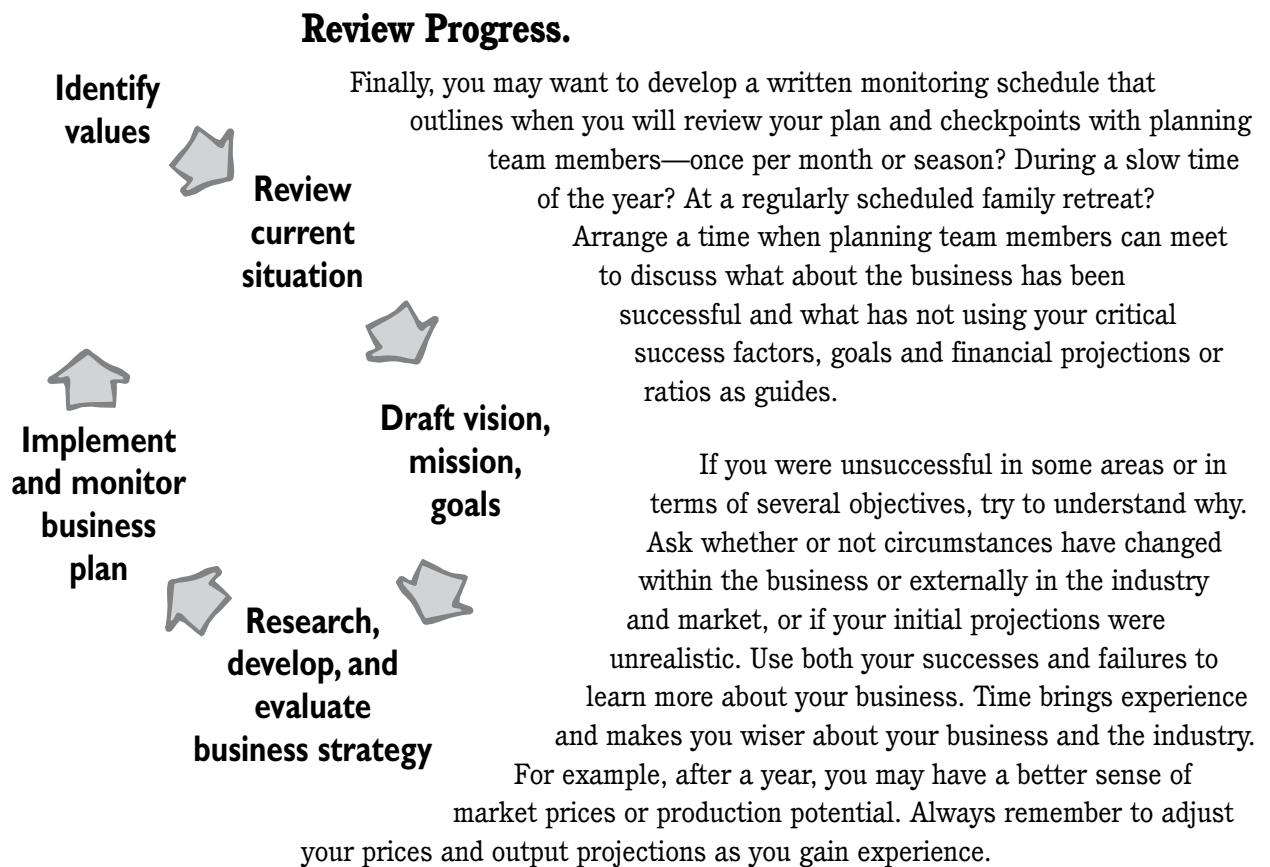 Review Progress.
Identify
values
Review
current
situation
Draft vision,
mission,
goals
Research,
develop, and
evaluate
business strategy
Implement
and monitor
business
plan
Finally, you may want to develop a written monitoring schedule that
outlines when you will review your plan and checkpoints with planning
team members—once per month or season? During a slow time
of the year? At a regularly scheduled family retreat?
Arrange a time when planning team members can meet
to discuss what about the business has been
successful and what has not using your critical
success factors, goals and financial projections or
ratios as guides.
If you were unsuccessful in some areas or in
terms of several objectives, try to understand why.
Ask whether or not circumstances have changed
within the business or externally in the industry
and market, or if your initial projections were
unrealistic. Use both your successes and failures to
learn more about your business. Time brings experience
and makes you wiser about your business and the industry.
For example, after a year, you may have a better sense of
market prices or production potential. Always remember to adjust
your prices and output projections as you gain experience.